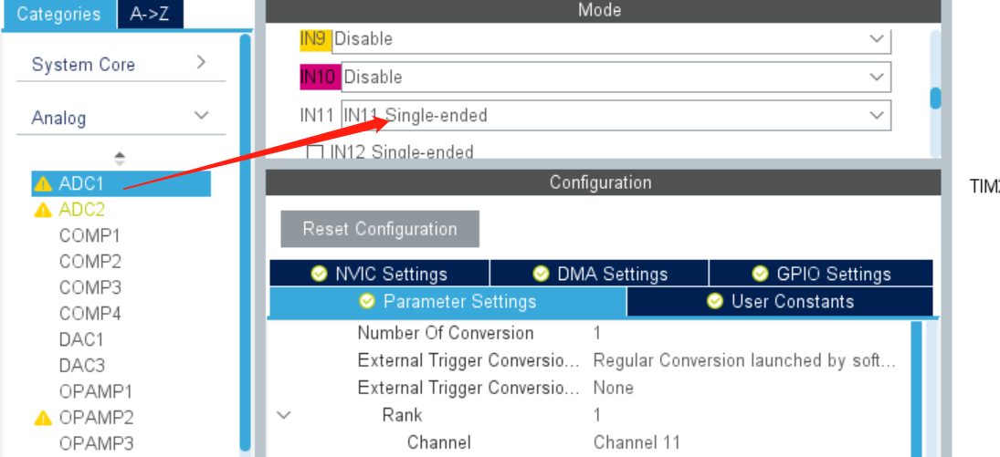 Categories A->Z
System Core
Analog
ADC1
ADC2
COMP1
COMP2
COMP3
COMP4
DAC1
DAC3
OPAMP1
OPAMP2
OPAMP3
Mode
IN9 Disable
IN10 Disable
IN11 IN11 Single-ended
IN12 Single-ended
Configuration
Reset Configuration
NVIC Settings DMA Settings GPIO Settings
Parameter Settings User Constants
Number Of Conversion 1
External Trigger Conversio... Regular Conversion launched by soft...
External Trigger Conversio... None
Rank 1
Channel Channel 11